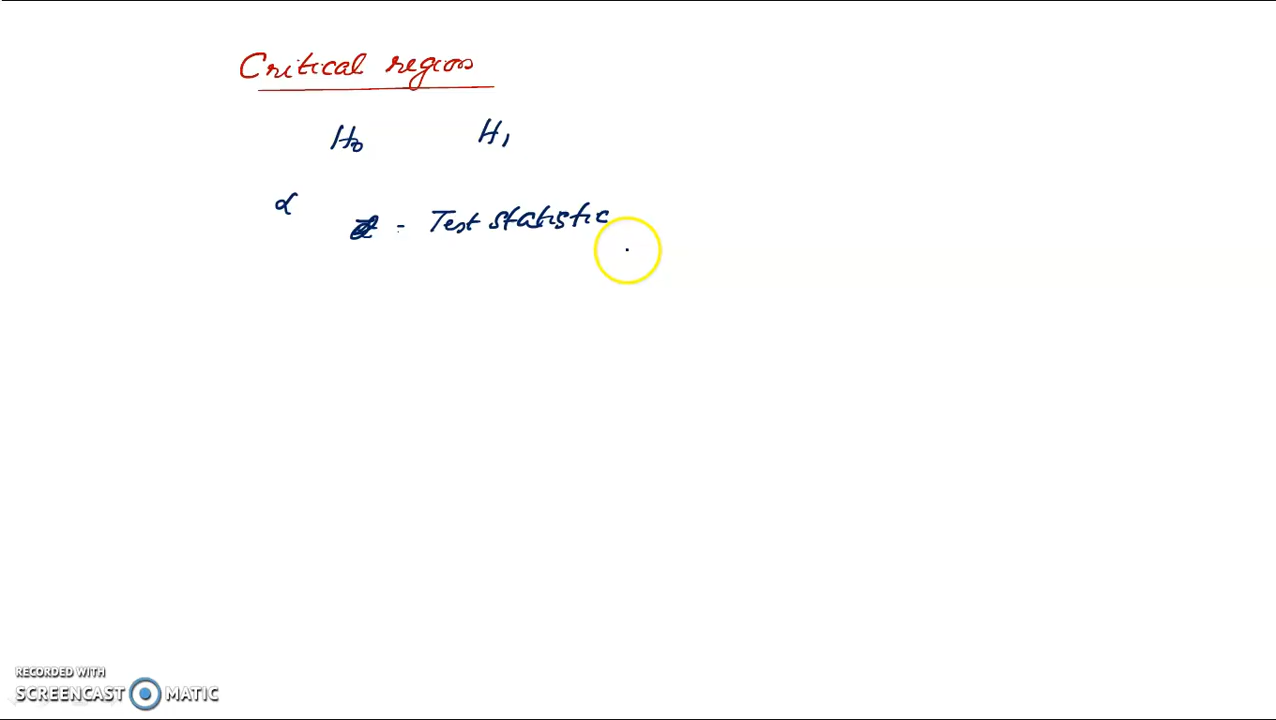 Critical region
H₀ H₁
α
- Test statistic
RECORDED WITH
SCREENCAST MATIC